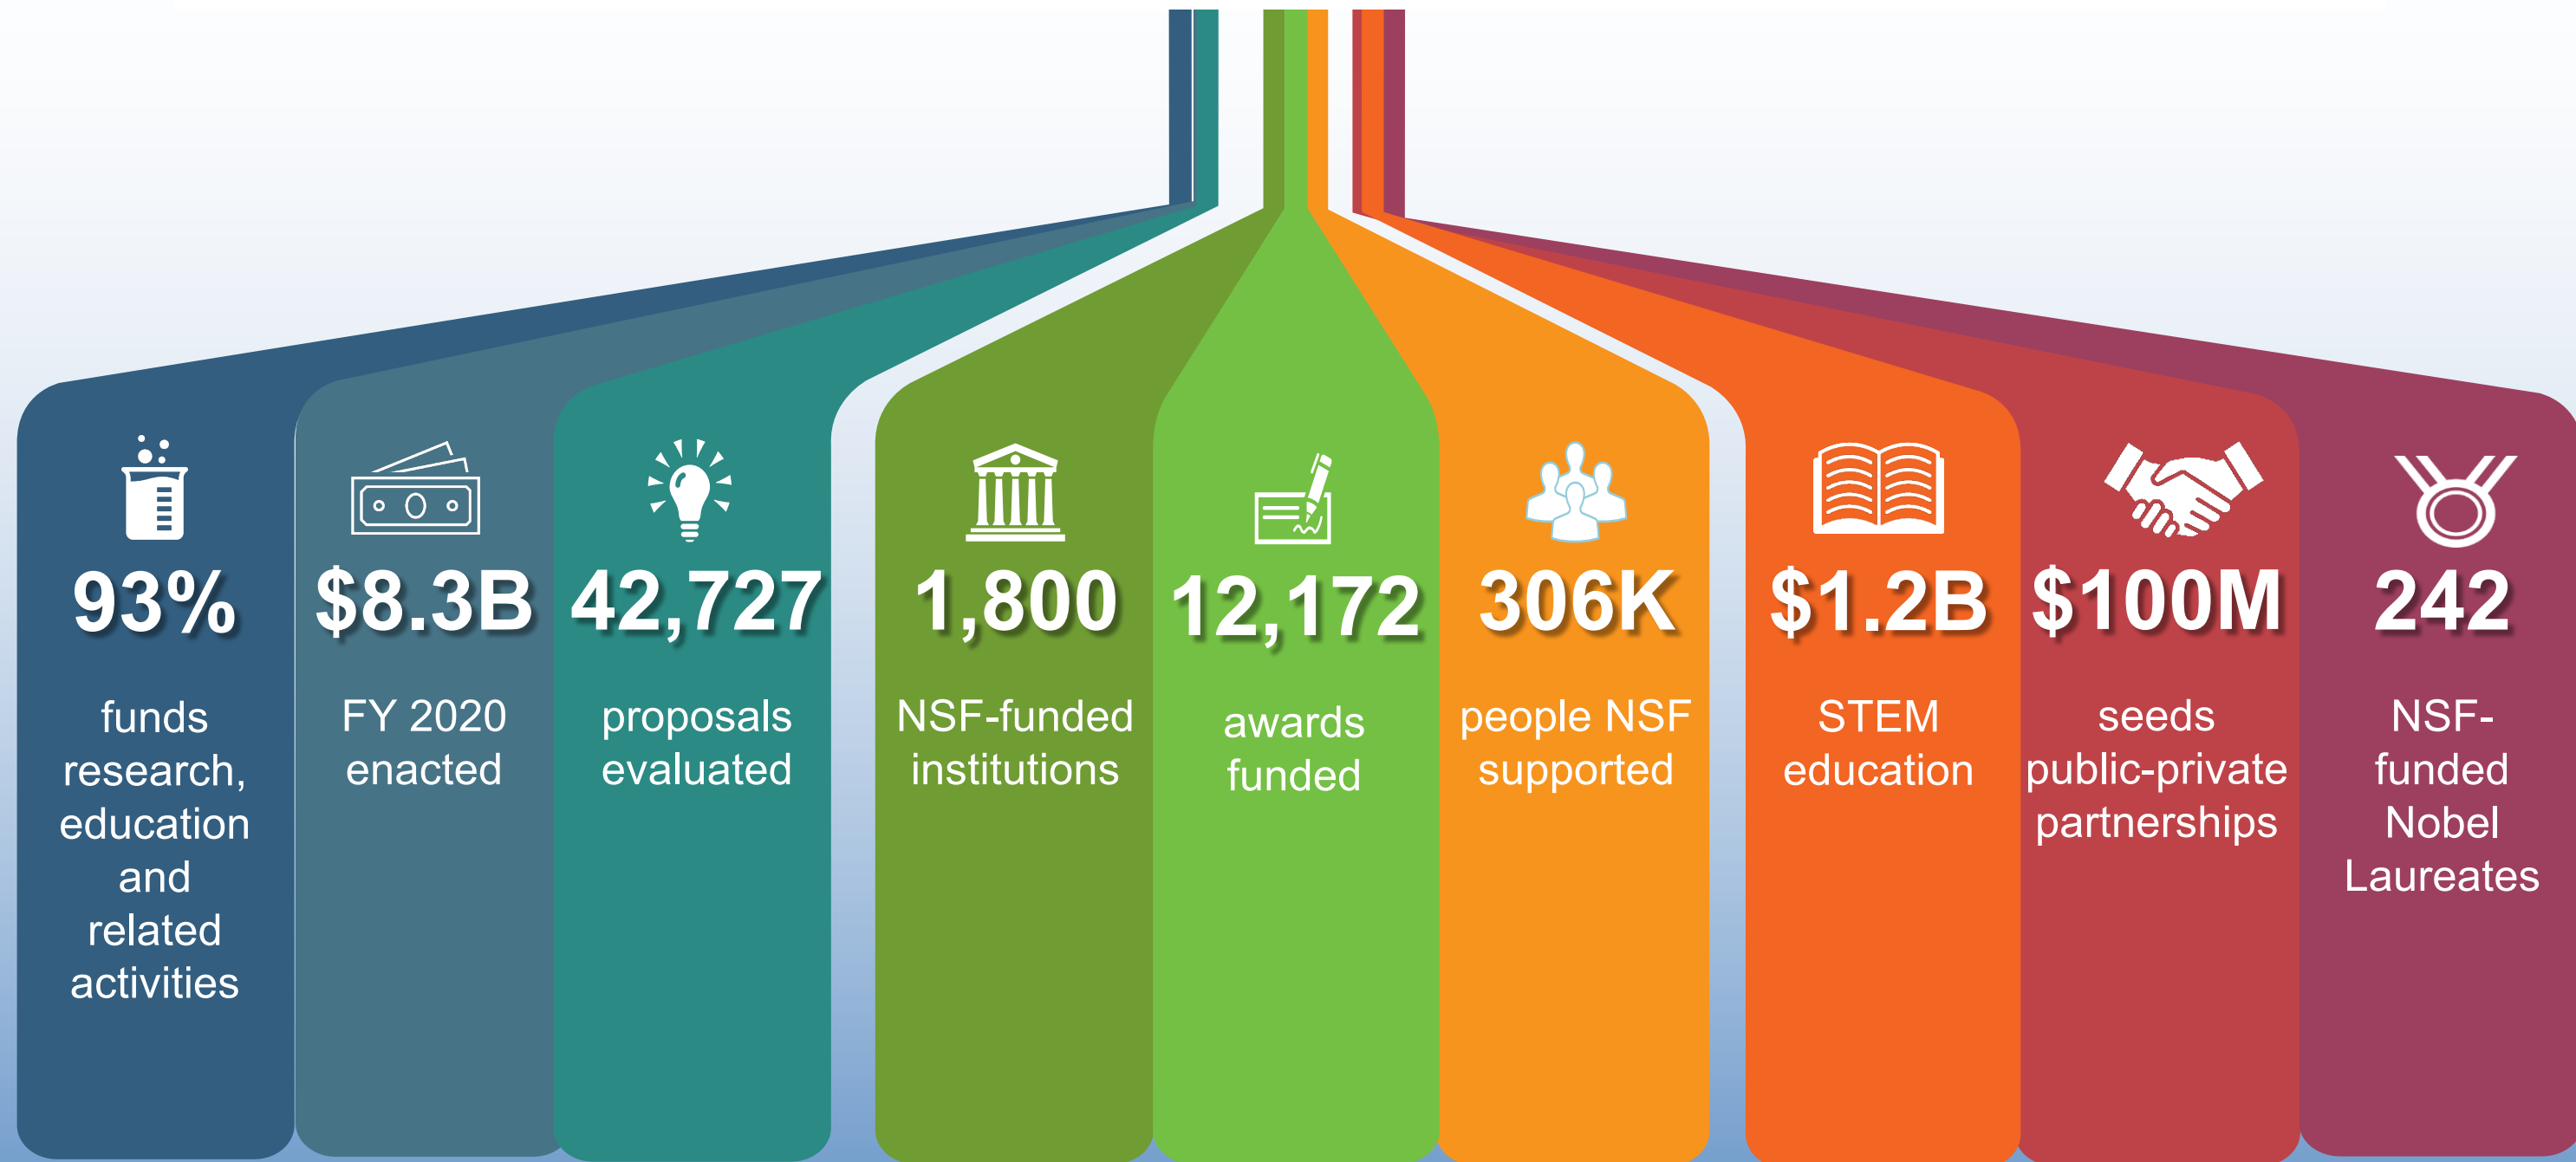 93%
funds
research,
education
and
related
activities
$8.3B
FY 2020
enacted
42,727
proposals
evaluated
1,800
NSF-funded
institutions
12,172
awards
funded
306K
people NSF
supported
$1.2B
STEM
education
$100M
seeds
public-private
partnerships
242
NSF-
funded
Nobel
Laureates